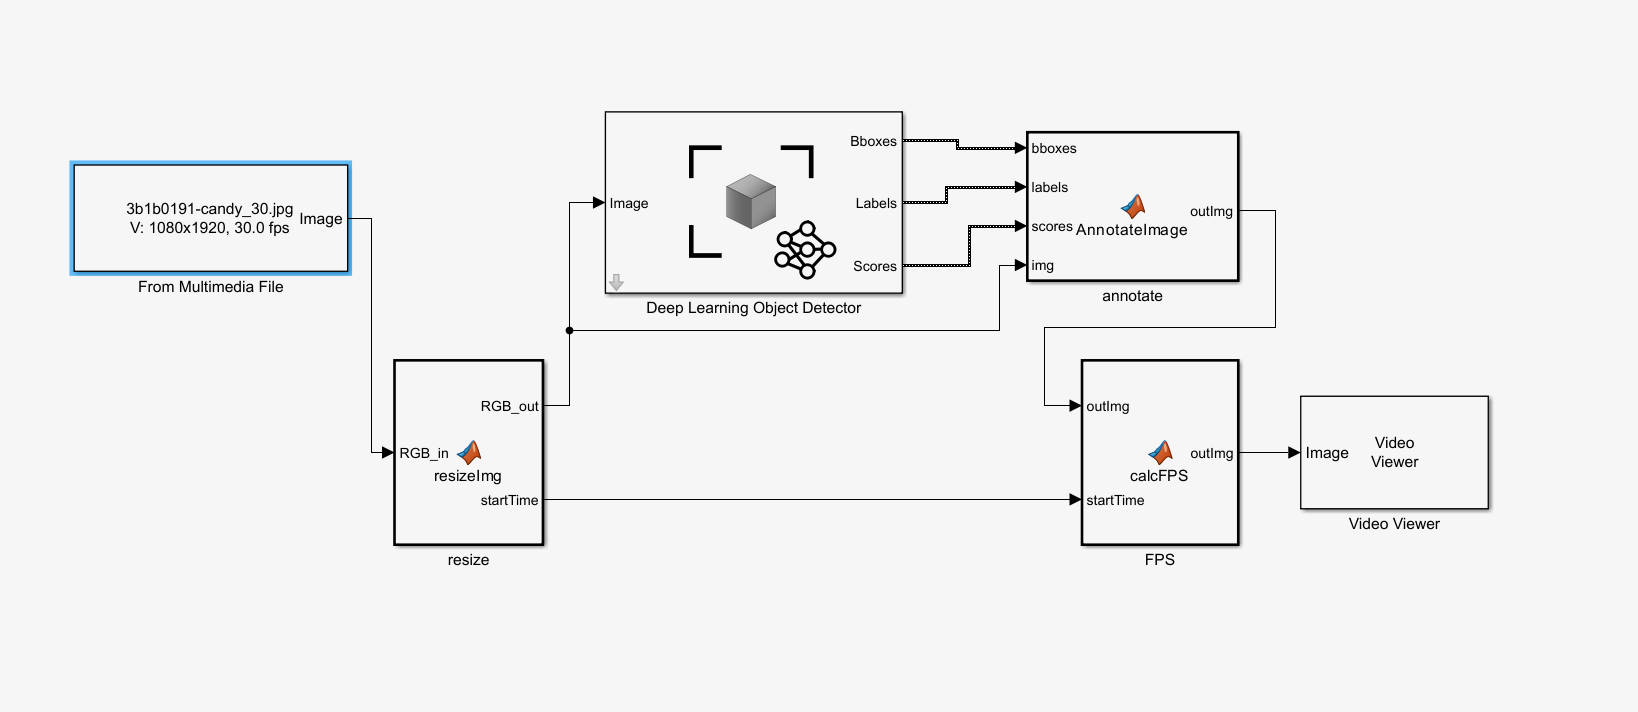 3b1b0191-candy_30.jpg
V: 1080x1920, 30.0 fps
Image
From Multimedia File
RGB_in
resizeImg
RGB_out
startTime
resize
Image
Bboxes
Labels
Scores
Deep Learning Object Detector
bboxes
labels
scores
img
AnnotateImage
outImg
annotate
outImg
startTime
calcFPS
outImg
FPS
Image
Video
Viewer
Video Viewer